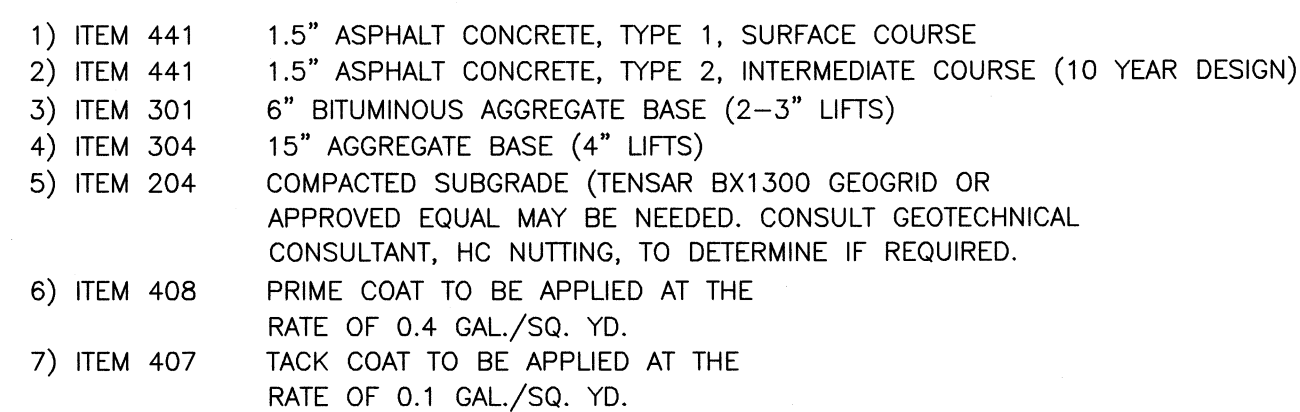 1) ITEM 441 1.5" ASPHALT CONCRETE, TYPE 1, SURFACE COURSE
2) ITEM 441 1.5" ASPHALT CONCRETE, TYPE 2, INTERMEDIATE COURSE (10 YEAR DESIGN)
3) ITEM 301 6" BITUMINOUS AGGREGATE BASE (2–3" LIFTS)
4) ITEM 304 15" AGGREGATE BASE (4" LIFTS)
5) ITEM 204 COMPACTED SUBGRADE (TENSAR BX1300 GEOGRID OR
APPROVED EQUAL MAY BE NEEDED. CONSULT GEOTECHNICAL
CONSULTANT, HC NUTTING, TO DETERMINE IF REQUIRED.
6) ITEM 408 PRIME COAT TO BE APPLIED AT THE
RATE OF 0.4 GAL./SQ. YD.
7) ITEM 407 TACK COAT TO BE APPLIED AT THE
RATE OF 0.1 GAL./SQ. YD.